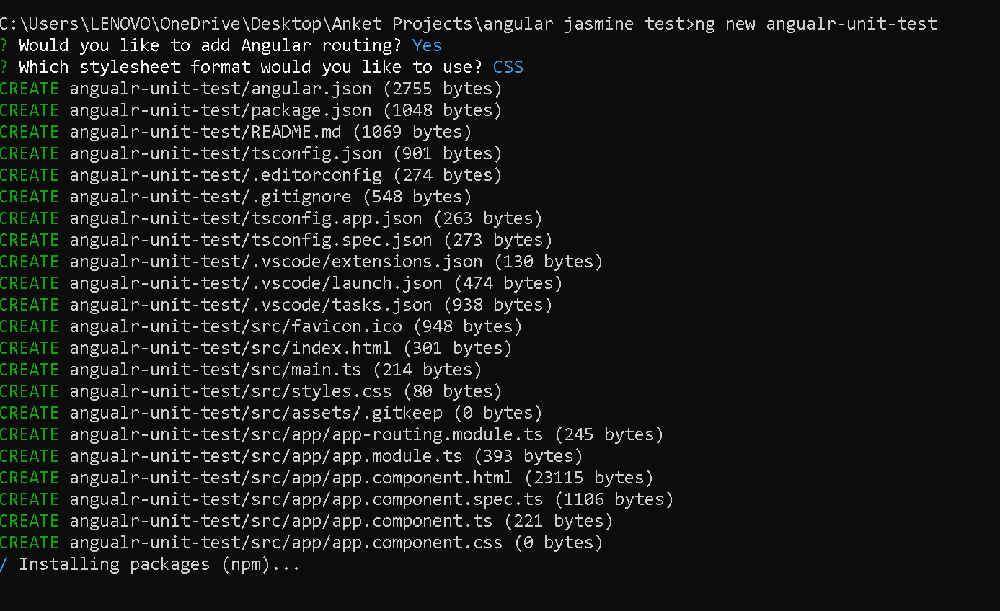 C:\Users\LENOVO\OneDrive\Desktop\Anket Projects\angular jasmine test>ng new angualr-unit-test
? Would you like to add Angular routing? Yes
? Which stylesheet format would you like to use? CSS
CREATE angualr-unit-test/angular.json (2755 bytes)
CREATE angualr-unit-test/package.json (1048 bytes)
CREATE angualr-unit-test/README.md (1069 bytes)
CREATE angualr-unit-test/tsconfig.json (901 bytes)
CREATE angualr-unit-test/.editorconfig (274 bytes)
CREATE angualr-unit-test/.gitignore (548 bytes)
CREATE angualr-unit-test/tsconfig.app.json (263 bytes)
CREATE angualr-unit-test/tsconfig.spec.json (273 bytes)
CREATE angualr-unit-test/.vscode/extensions.json (130 bytes)
CREATE angualr-unit-test/.vscode/launch.json (474 bytes)
CREATE angualr-unit-test/.vscode/tasks.json (938 bytes)
CREATE angualr-unit-test/src/favicon.ico (948 bytes)
CREATE angualr-unit-test/src/index.html (301 bytes)
CREATE angualr-unit-test/src/main.ts (214 bytes)
CREATE angualr-unit-test/src/styles.css (80 bytes)
CREATE angualr-unit-test/src/assets/.gitkeep (0 bytes)
CREATE angualr-unit-test/src/app/app-routing.module.ts (245 bytes)
CREATE angualr-unit-test/src/app/app.module.ts (393 bytes)
CREATE angualr-unit-test/src/app/app.component.html (23115 bytes)
CREATE angualr-unit-test/src/app/app.component.spec.ts (1106 bytes)
CREATE angualr-unit-test/src/app/app.component.ts (221 bytes)
CREATE angualr-unit-test/src/app/app.component.css (0 bytes)
/ Installing packages (npm)...